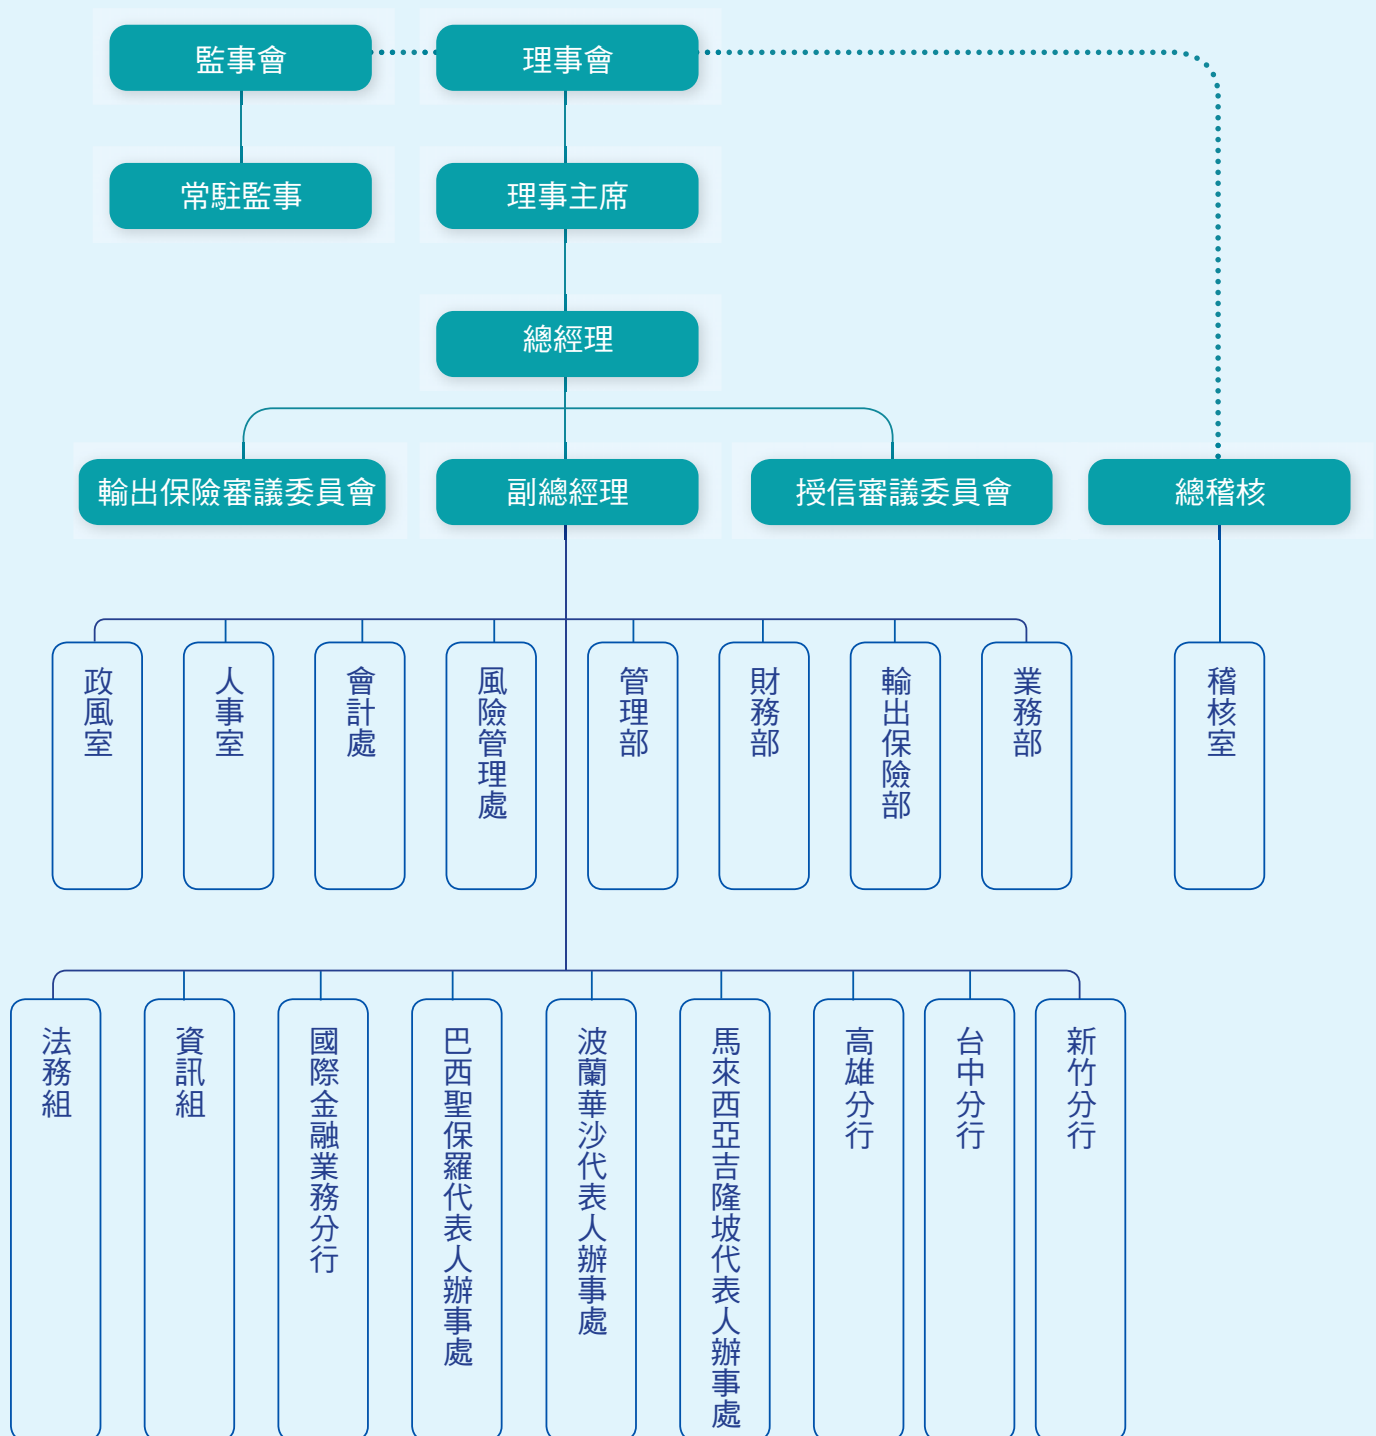 監事會
理事會
常駐監事
理事主席
總經理
輸出保險審議委員會
副總經理
授信審議委員會
總稽核
政風室
人事室
會計處
風險管理處
管理部
財務部
輸出保險部
業務部
稽核室
法務組
資訊組
國際金融業務分行
巴西聖保羅代表人辦事處
波蘭華沙代表人辦事處
馬來西亞吉隆坡代表人辦事處
高雄分行
台中分行
新竹分行